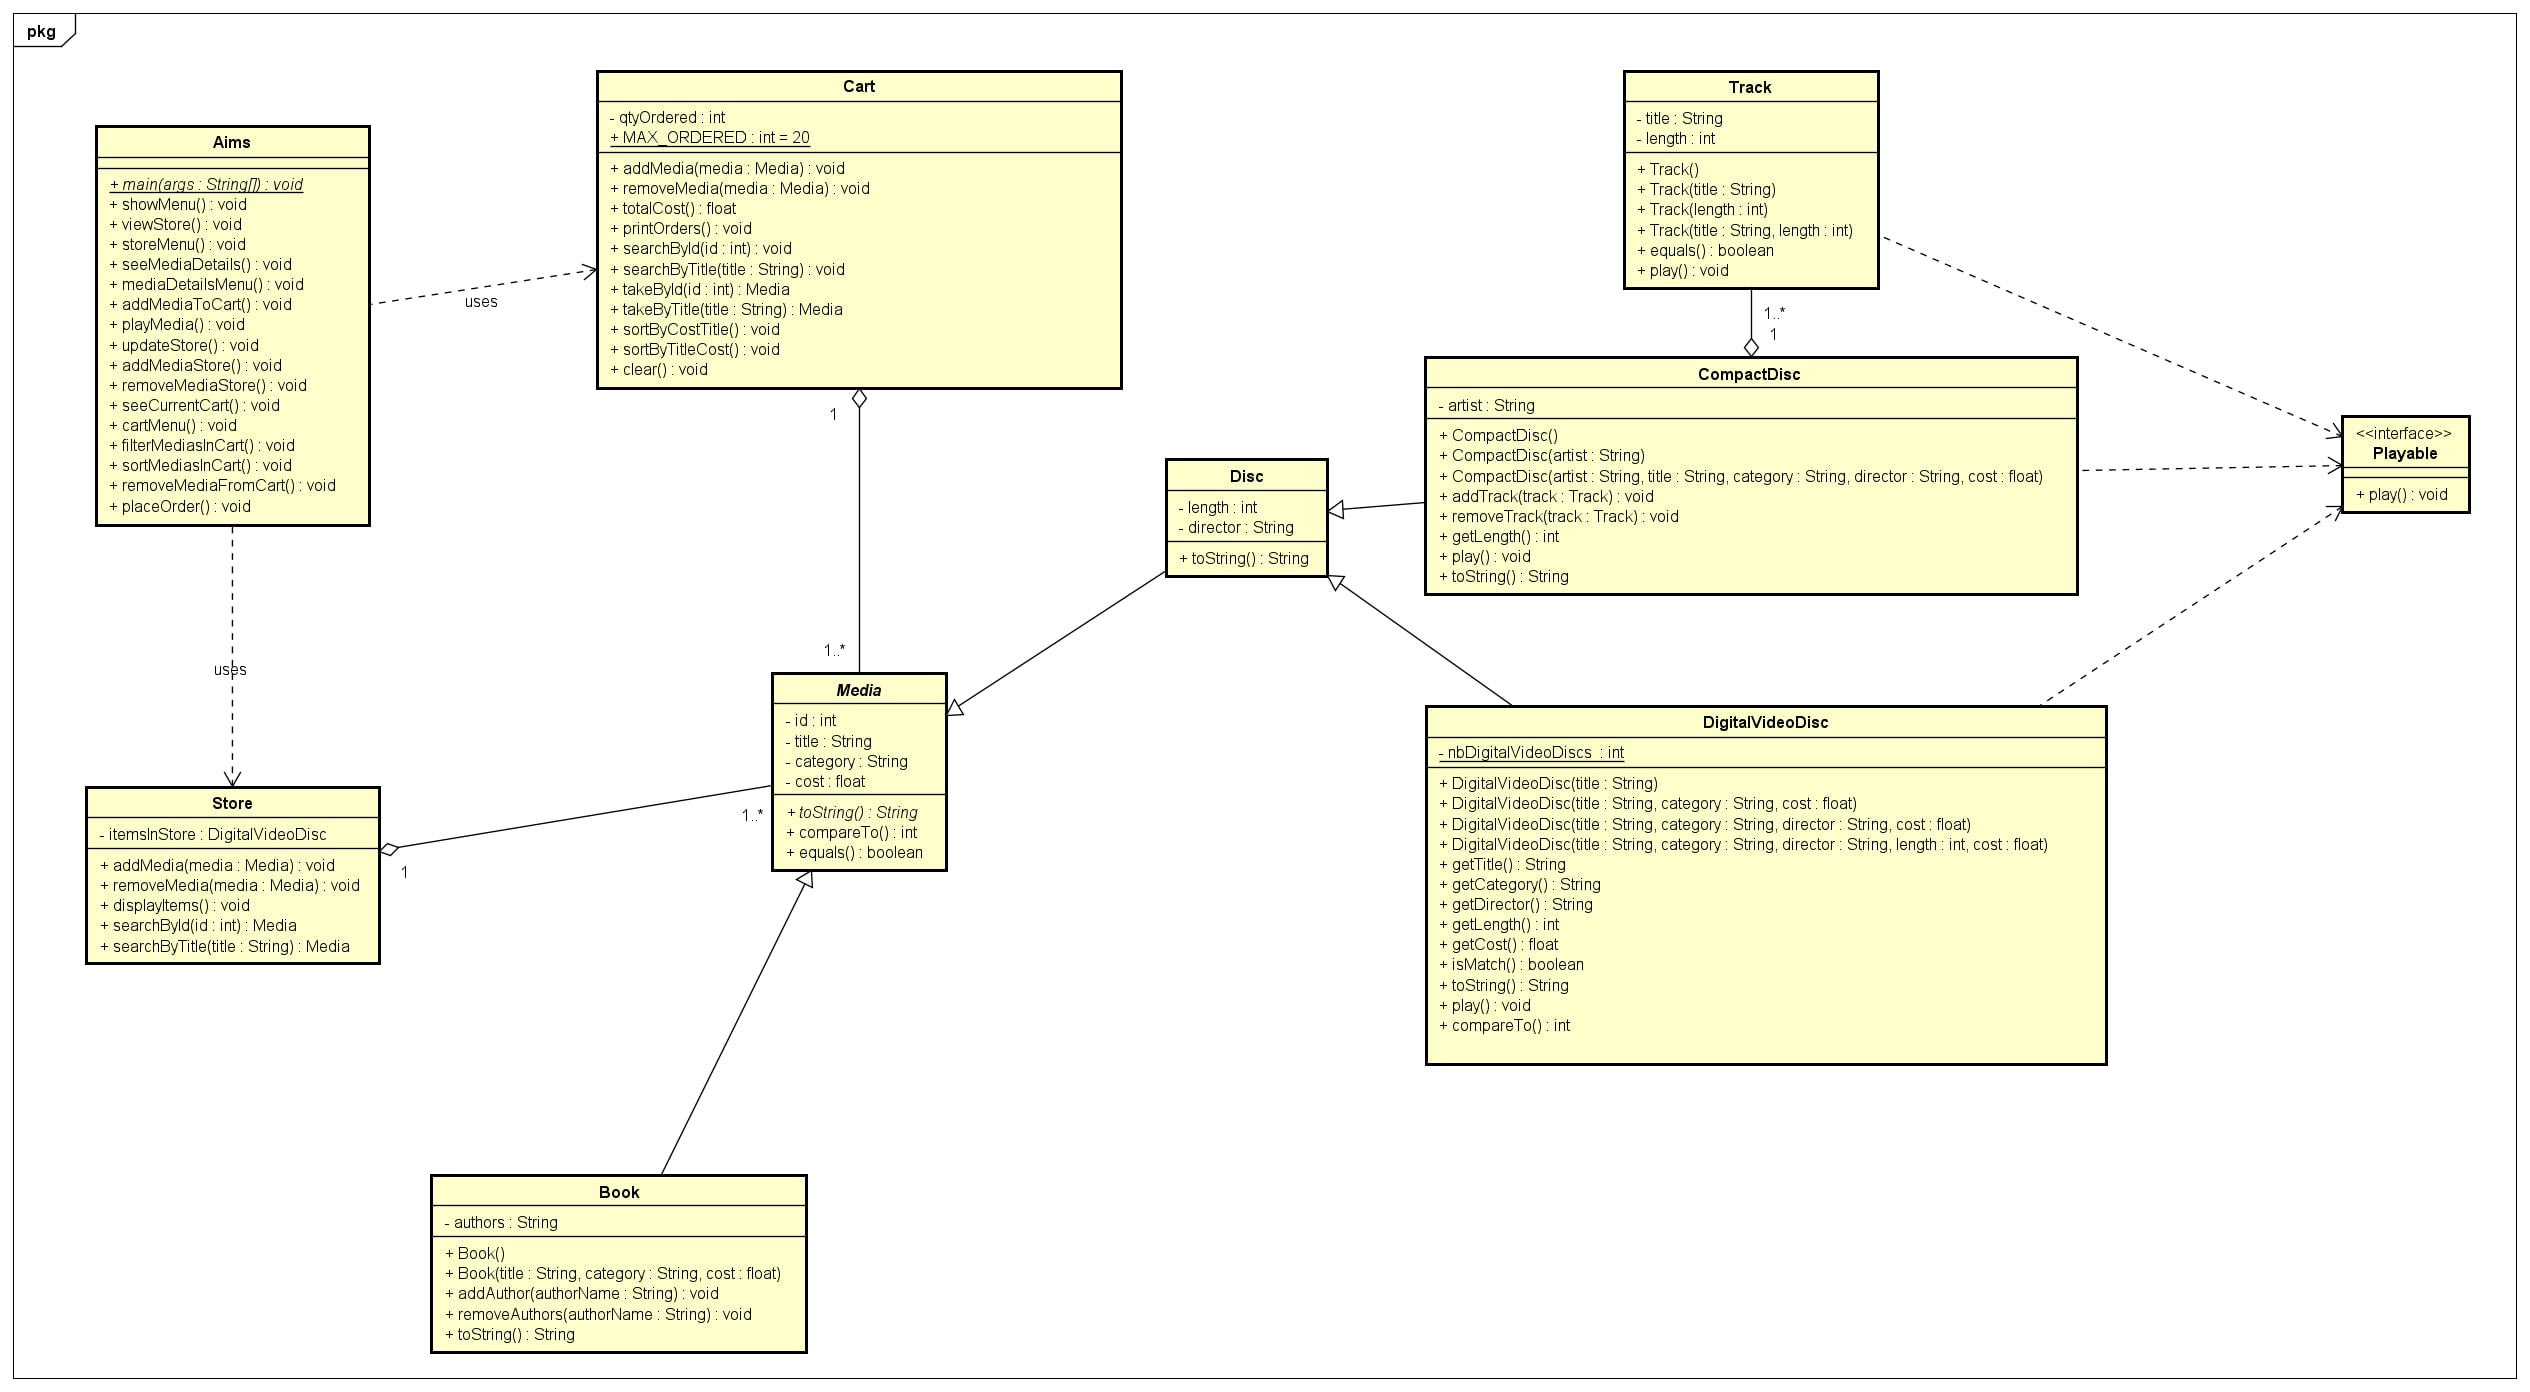 pkg
Aims
+ main(args : String[]) : void
+ showMenu() : void
+ viewStore() : void
+ storeMenu() : void
+ seeMediaDetails() : void
+ mediaDetailsMenu() : void
+ addMediaToCart() : void
+ playMedia() : void
+ updateStore() : void
+ addMediaStore() : void
+ removeMediaStore() : void
+ seeCurrentCart() : void
+ cartMenu() : void
+ filterMediasInCart() : void
+ sortMediasInCart() : void
+ removeMediaFromCart() : void
+ placeOrder() : void
uses
Cart
- qtyOrdered : int
+ MAX_ORDERED : int = 20
+ addMedia(media : Media) : void
+ removeMedia(media : Media) : void
+ totalCost() : float
+ printOrders() : void
+ searchById(id : int) : void
+ searchByTitle(title : String) : void
+ takeById(id : int) : Media
+ takeByTitle(title : String) : Media
+ sortByCostTitle() : void
+ sortByTitleCost() : void
+ clear() : void
1
1..*
Track
- title : String
- length : int
+ Track()
+ Track(title : String)
+ Track(length : int)
+ Track(title : String, length : int)
+ equals() : boolean
+ play() : void
1..*
1
CompactDisc
- artist : String
+ CompactDisc()
+ CompactDisc(artist : String)
+ CompactDisc(artist : String, title : String, category : String, director : String, cost : float)
+ addTrack(track : Track) : void
+ removeTrack(track : Track) : void
+ getLength() : int
+ play() : void
+ toString() : String
<<interface>>
Playable
+ play() : void
Disc
- length : int
- director : String
+ toString() : String
uses
Media
- id : int
- title : String
- category : String
- cost : float
+ toString() : String
+ compareTo() : int
+ equals() : boolean
1..*
1
Store
- itemsInStore : DigitalVideoDisc
+ addMedia(media : Media) : void
+ removeMedia(media : Media) : void
+ displayItems() : void
+ searchById(id : int) : Media
+ searchByTitle(title : String) : Media
DigitalVideoDisc
- nbDigitalVideoDiscs : int
+ DigitalVideoDisc(title : String)
+ DigitalVideoDisc(title : String, category : String, cost : float)
+ DigitalVideoDisc(title : String, category : String, director : String, cost : float)
+ DigitalVideoDisc(title : String, category : String, director : String, length : int, cost : float)
+ getTitle() : String
+ getCategory() : String
+ getDirector() : String
+ getLength() : int
+ getCost() : float
+ isMatch() : boolean
+ toString() : String
+ play() : void
+ compareTo() : int
Book
- authors : String
+ Book()
+ Book(title : String, category : String, cost : float)
+ addAuthor(authorName : String) : void
+ removeAuthors(authorName : String) : void
+ toString() : String